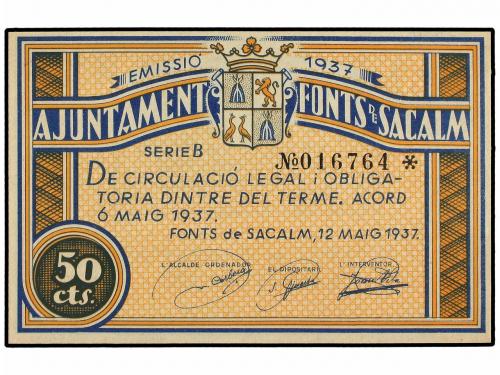 EMISSIÓ 1937
AJUNTAMENT FONTS DE SACALM
SERIE B No016764 *
DE CIRCULACIÓ LEGAL i OBLIGA-
TORIA DINTRE DEL TERME. ACORD
6 MAIG 1937.
FONTS de SACALM, 12 MAIG 1937.
L'ALCALDE ORDENADOR EL DIPOSITARI, L'INTERVENTOR
50
cts.